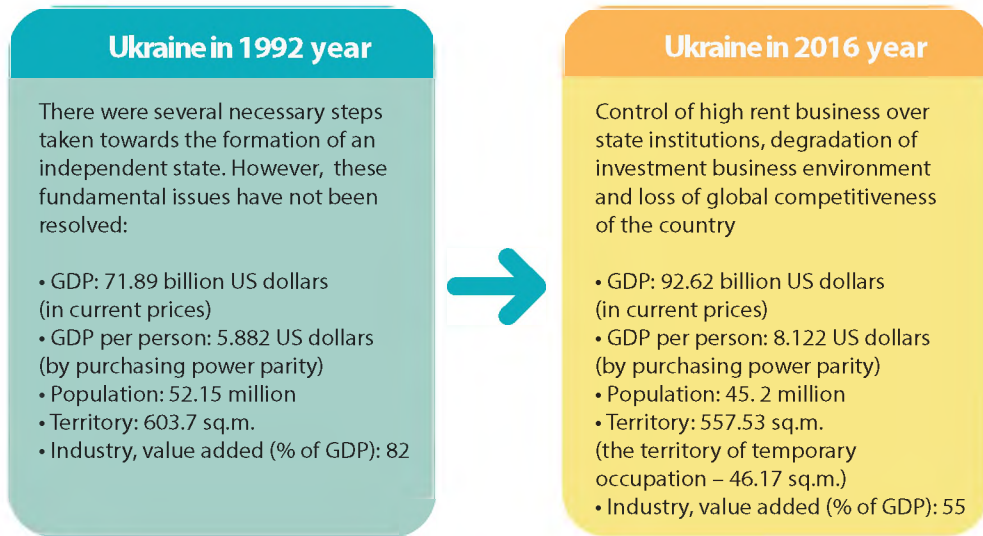 Ukraine in 1992 year
There were several necessary steps
taken towards the formation of an
independent state. However, these
fundamental issues have not been
resolved:
• GDP: 71.89 billion US dollars
(in current prices)
• GDP per person: 5.882 US dollars
(by purchasing power parity)
• Population: 52.15 million
• Territory: 603.7 sq.m.
• Industry, value added (% of GDP): 82
Ukraine in 2016 year
Control of high rent business over
state institutions, degradation of
investment business environment
and loss of global competitiveness
of the country
• GDP: 92.62 billion US dollars
(in current prices)
• GDP per person: 8.122 US dollars
(by purchasing power parity)
• Population: 45. 2 million
• Territory: 557.53 sq.m.
(the territory of temporary
occupation – 46.17 sq.m.)
• Industry, value added (% of GDP): 55